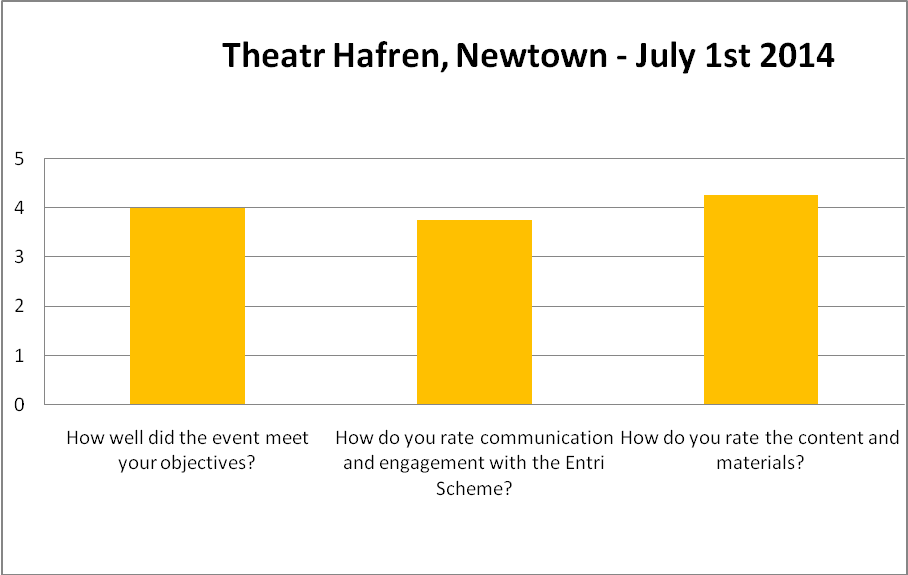 Theatr Hafren, Newtown - July 1st 2014
5
4
3
2
1
0
How well did the event meet
your objectives?
How do you rate communication
and engagement with the Entri
Scheme?
How do you rate the content and
materials?